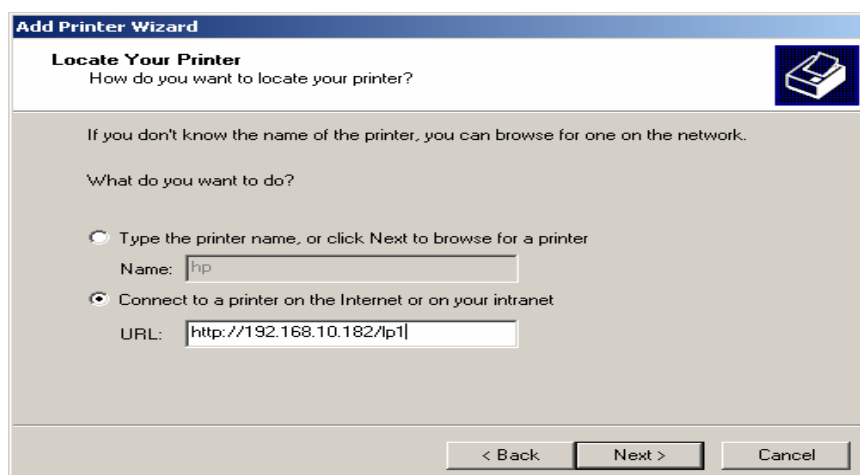 Add Printer Wizard
Locate Your Printer
How do you want to locate your printer?
If you don't know the name of the printer, you can browse for one on the network.
What do you want to do?
Type the printer name, or click Next to browse for a printer
Name: hp
Connect to a printer on the Internet or on your intranet
URL: http://192.168.10.182/lp1
< Back Next > Cancel